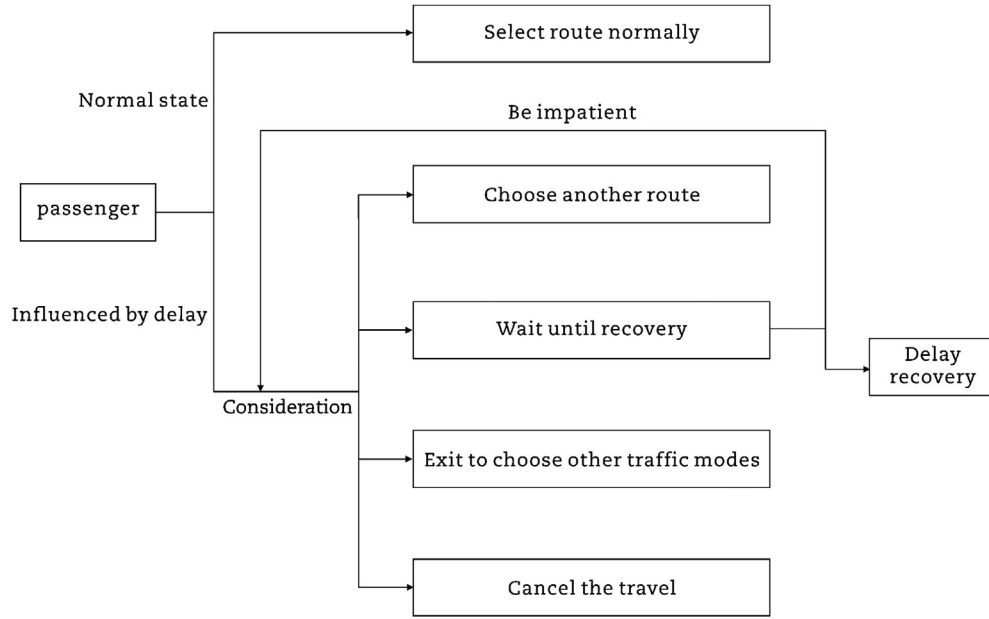 Select route normally
Normal state
Be impatient
Choose another route
passenger
Influenced by delay
Wait until recovery
Delay
recovery
Consideration
Exit to choose other traffic modes
Cancel the travel